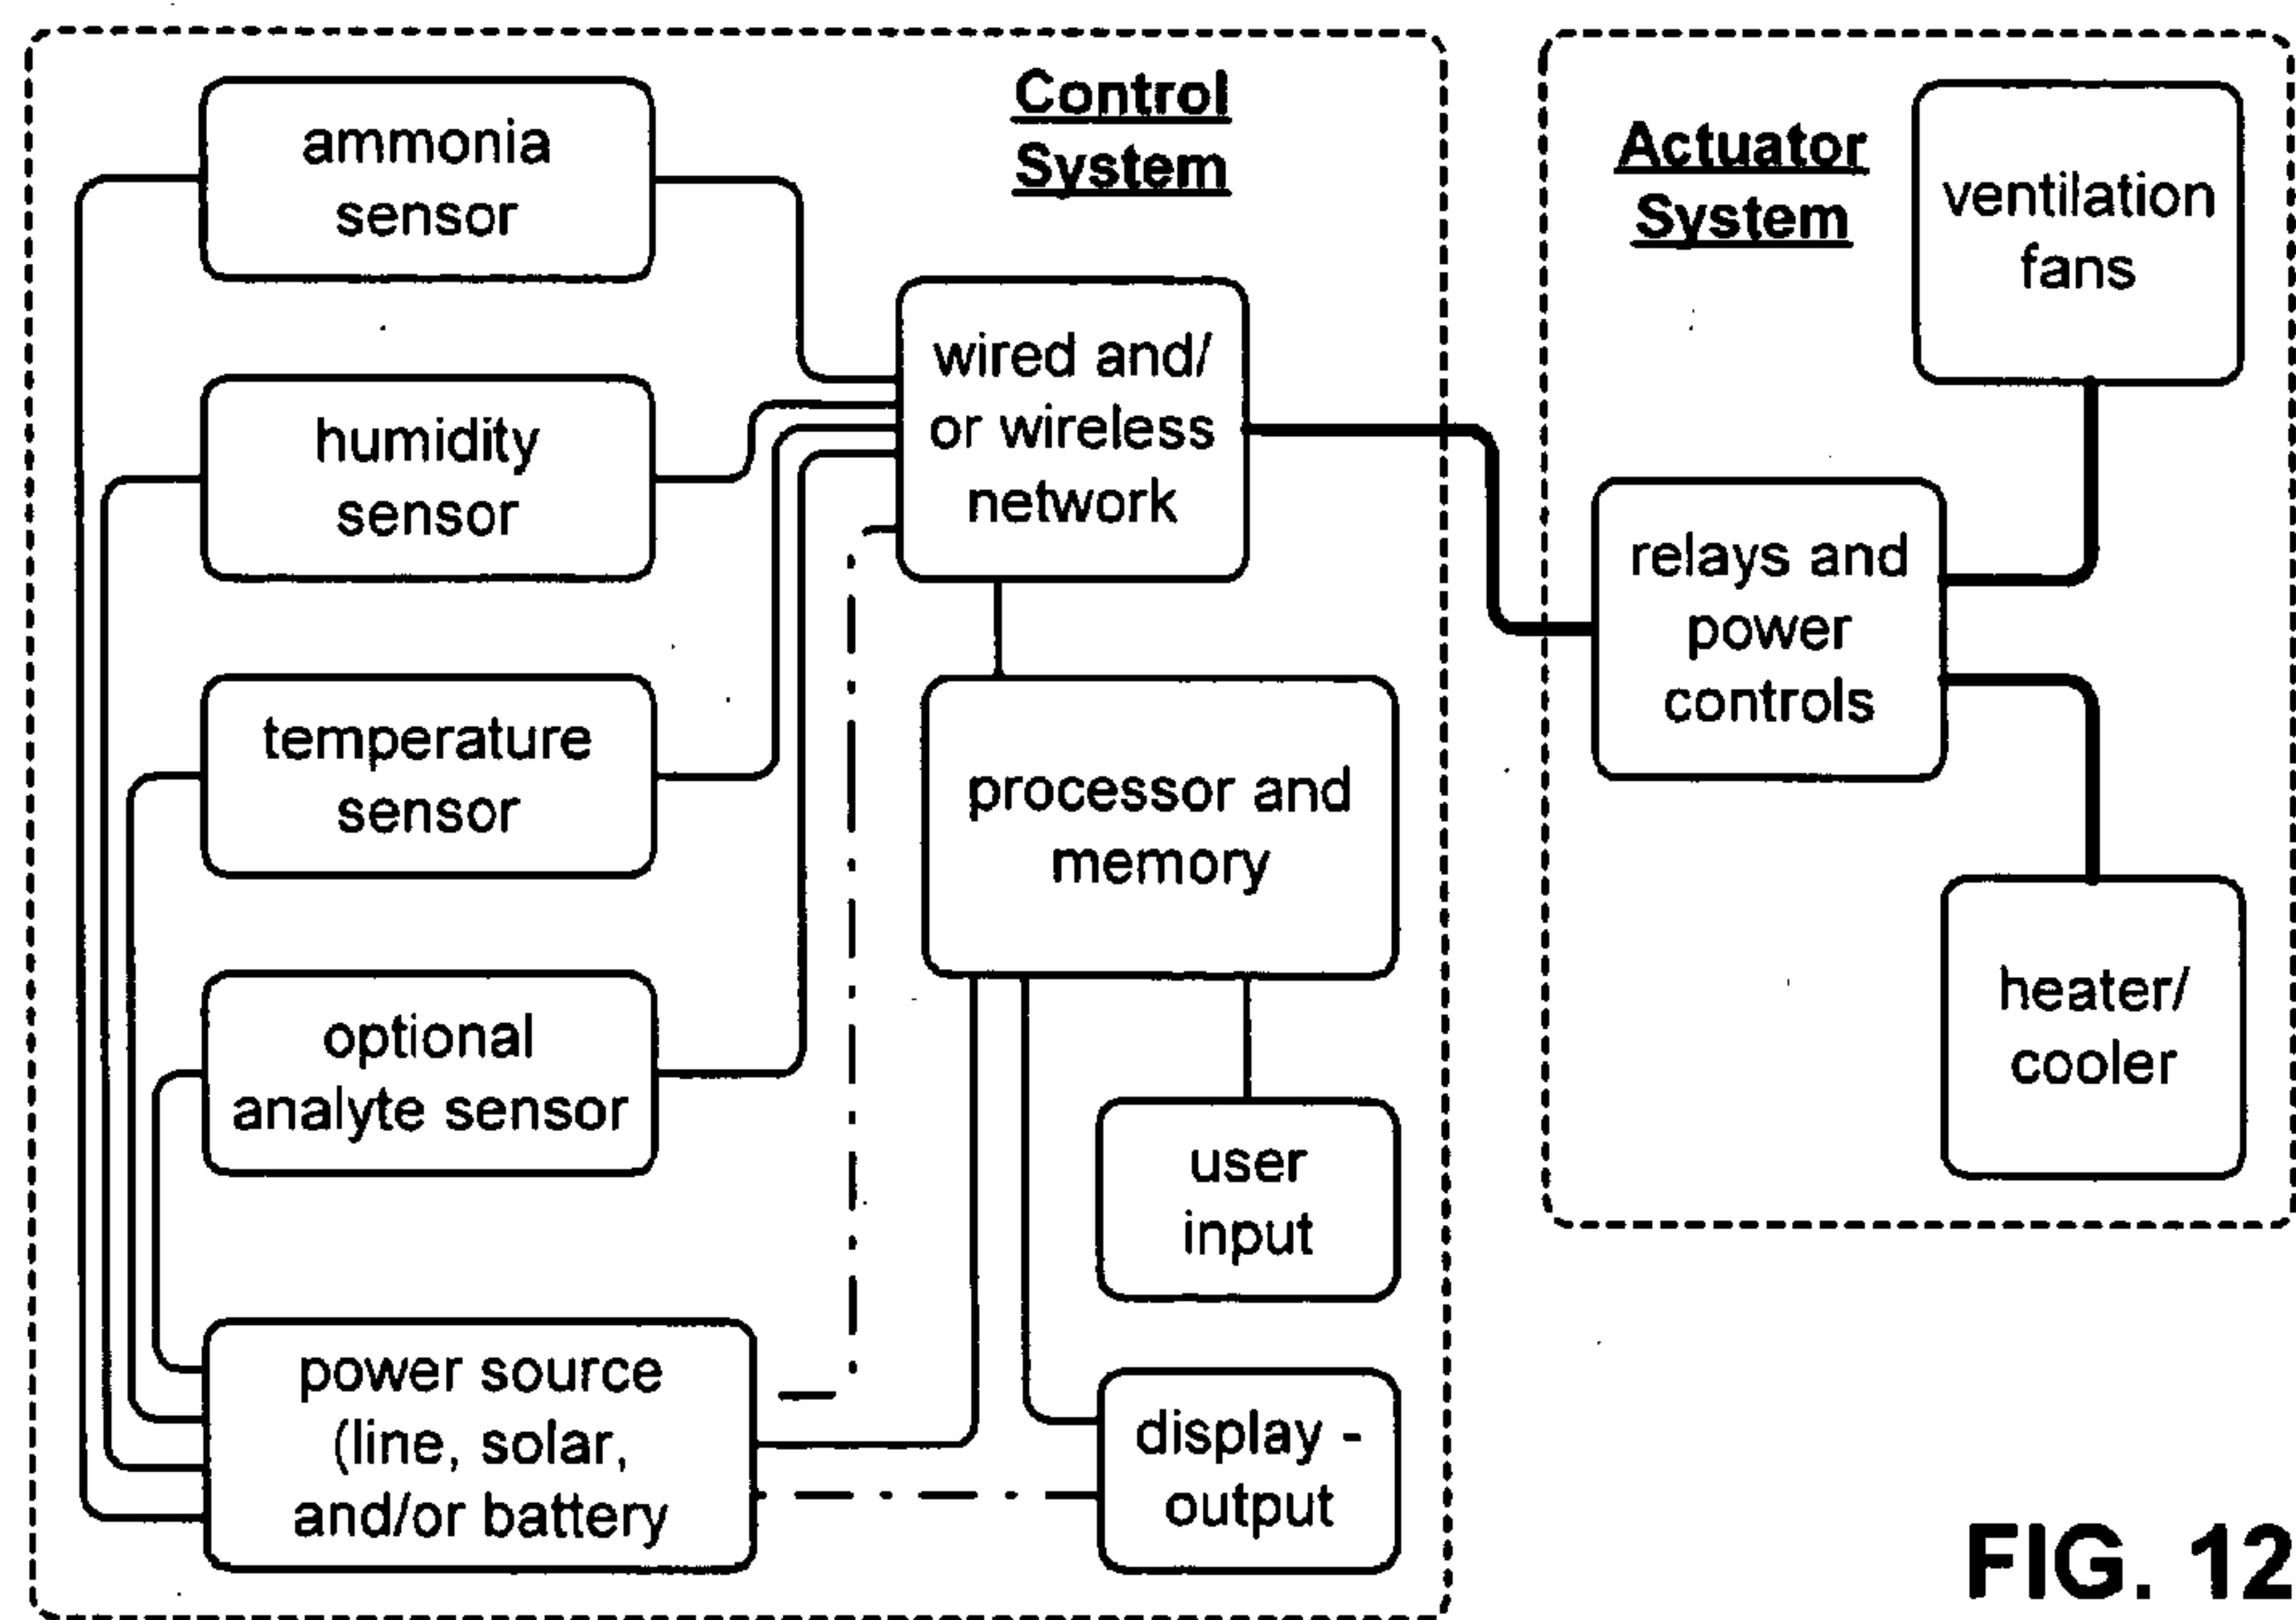 Control
System
ammonia
sensor
humidity
sensor
temperature
sensor
optional
analyte sensor
power source
(line, solar,
and/or battery
wired and/
or wireless
network
processor and
memory
user
input
display -
output
Actuator
System
ventilation
fans
relays and
power
controls
heater/
cooler
FIG. 12